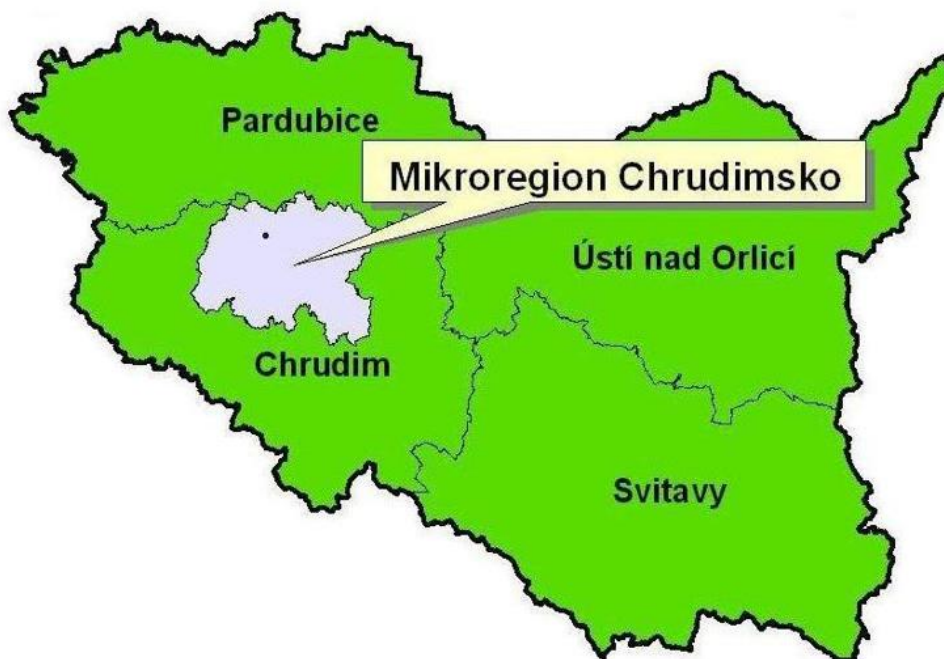 Pardubice
Mikroregion Chrudimsko
Ústí nad Orlicí
Chrudim
Svitavy